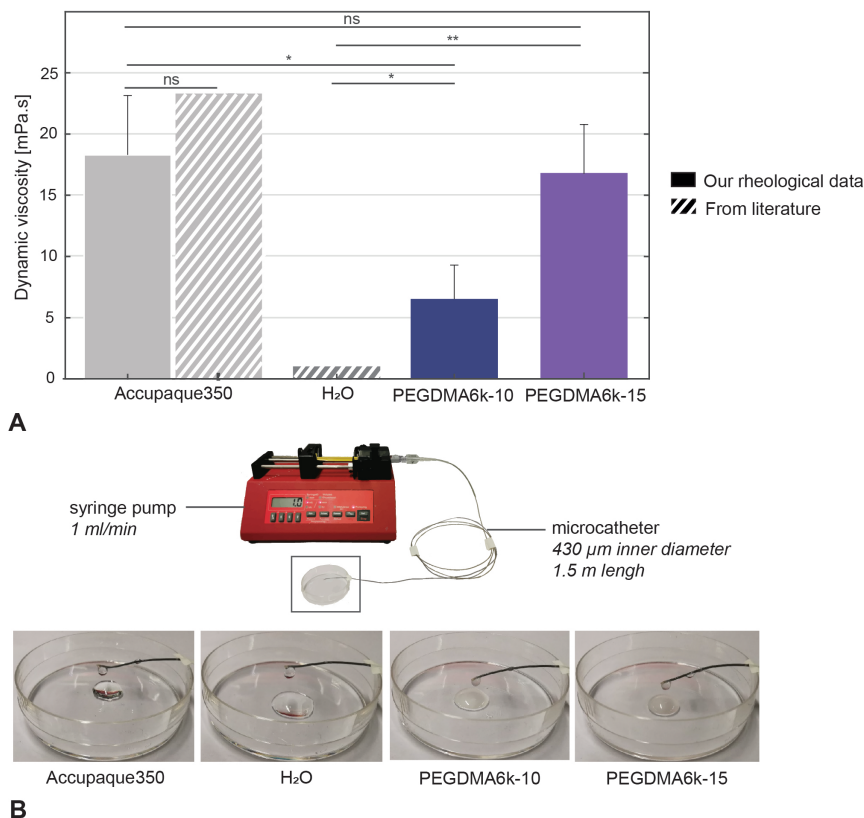 ns
**
*
ns
*
Dynamic viscosity [mPa.s]
25
20
15
10
5
0
Accupaque350
H₂O
PEGDMA6k-10
PEGDMA6k-15
Our rheological data
From literature
A
syringe pump
1 ml/min
1.0
microcatheter
430 µm inner diameter
1.5 m lengh
Accupaque350
H₂O
PEGDMA6k-10
PEGDMA6k-15
B